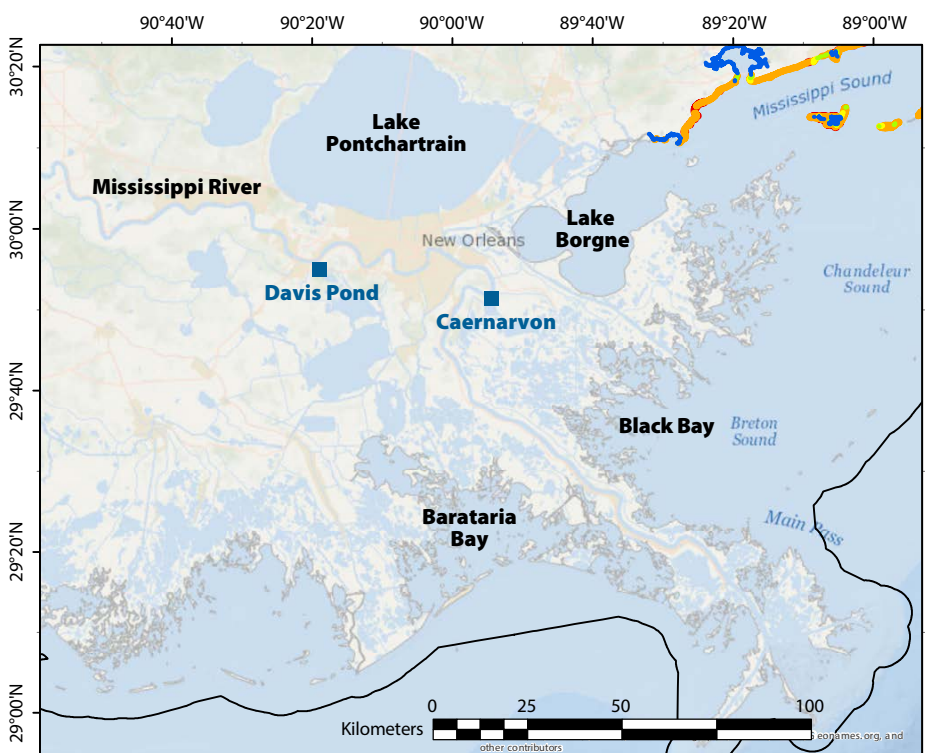 90°40'W
90°20'W
90°00'W
89°40'W
89°20'W
89°00'W
30°20'N
30°00'N
29°40'N
29°20'N
29°00'N
Mississippi Sound
Lake
Pontchartrain
Mississippi River
Lake
Borgne
New Orleans
Chandeleur
Sound
Davis Pond
Caernarvon
Black Bay
Breton
Sound
Barataria
Bay
Main Pass
0
25
50
100
Kilometers
eonames.org, and
other contributors